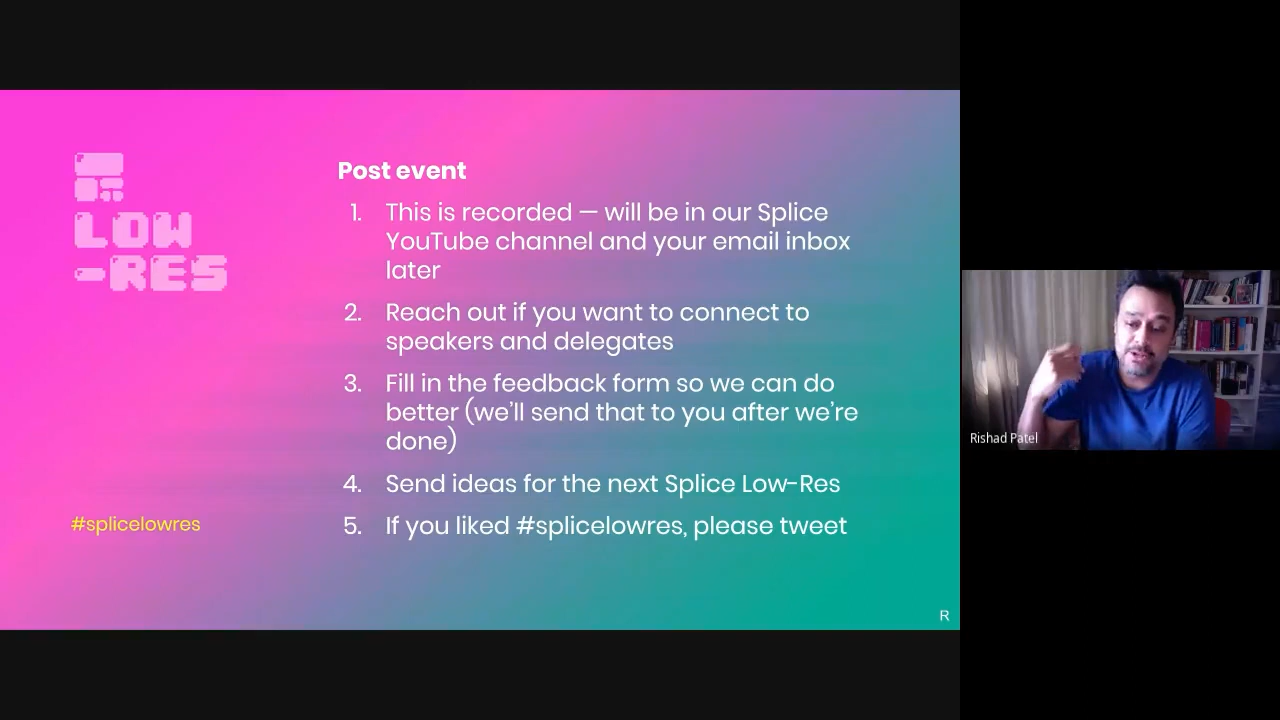 LOW
-RES
#splicelowres
Post event
1. This is recorded — will be in our Splice
YouTube channel and your email inbox
later
2. Reach out if you want to connect to
speakers and delegates
3. Fill in the feedback form so we can do
better (we’ll send that to you after we’re
done)
4. Send ideas for the next Splice Low-Res
5. If you liked #splicelowres, please tweet
R
Rishad Patel